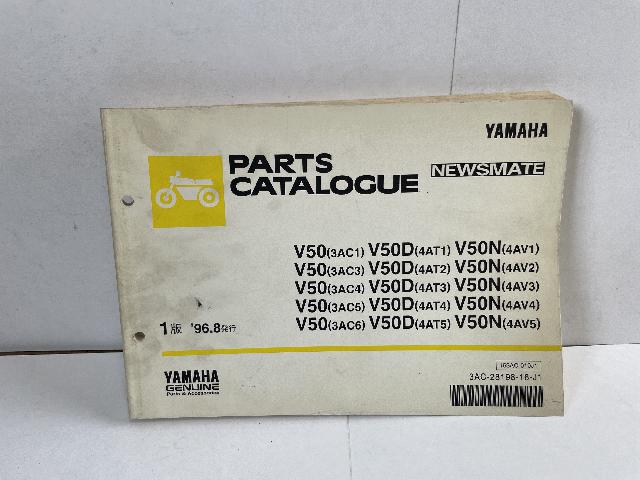 YAMAHA
PARTS
CATALOGUE
NEWSMATE
V50(3AC1) V50D(4AT1) V50N(4AV1)
V50(3AC3) V50D(4AT2) V50N(4AV2)
V50(3AC4) V50D(4AT3) V50N(4AV3)
V50(3AC5) V50D(4AT4) V50N(4AV4)
V50(3AC6) V50D(4AT5) V50N(4AV5)
1版 '96.8発行
YAMAHA
GENUINE
Parts & Accessories
3AC-28198-16-J1